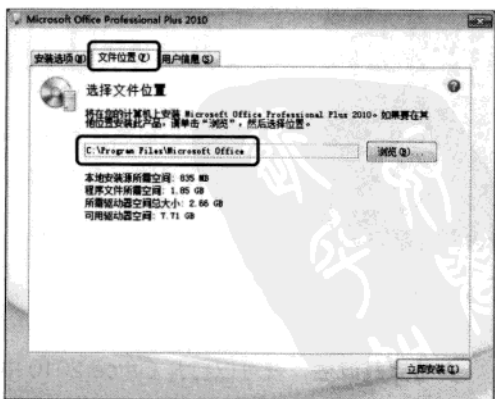 Microsoft Office Professional Plus 2010
安装选项(N) 文件位置(F) 用户信息(S)
选择文件位置
将在您的计算机上安装 Microsoft Office Professional Plus 2010。如果要在其
他位置安装此产品，请单击“浏览”，然后选择位置。
C:\Program Files\Microsoft Office
浏览(B)...
本地安装源所需空间: 835 MB
程序文件所需空间: 1.85 GB
所需驱动器空间总大小: 2.66 GB
可用驱动器空间: 7.71 GB
立即安装(I)